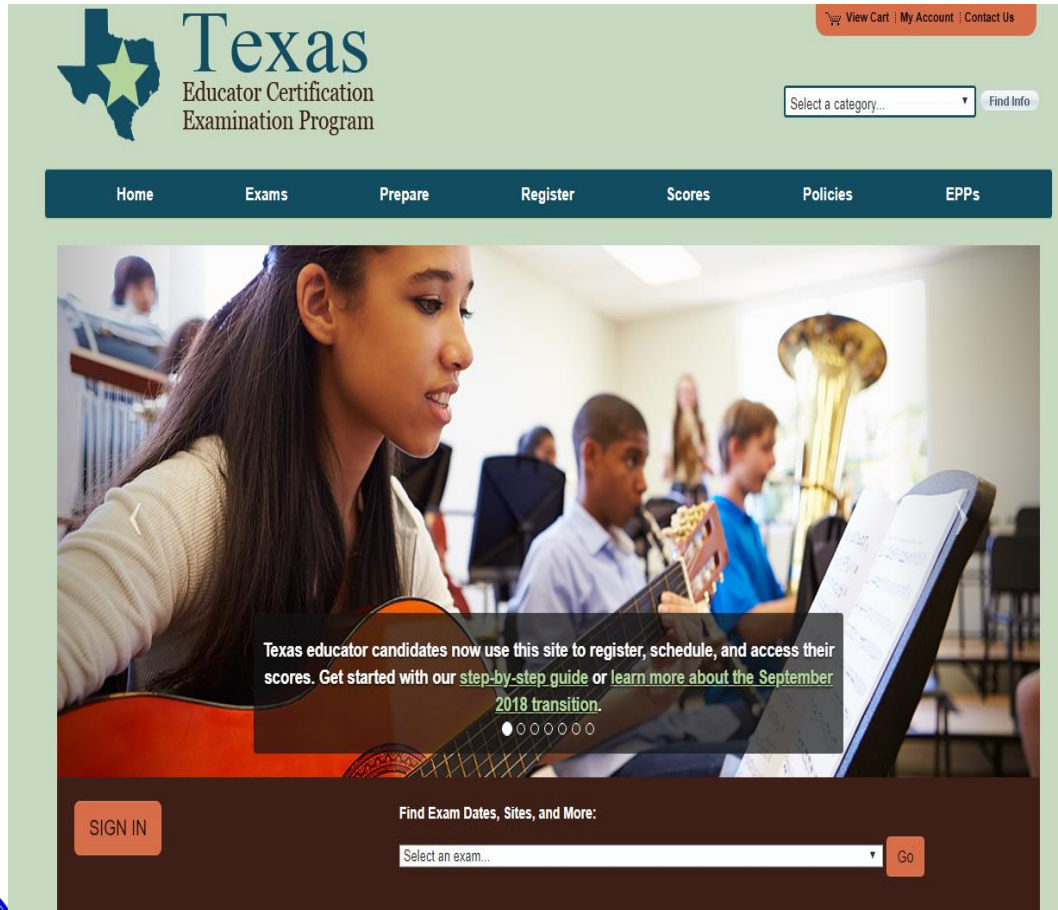 View Cart | My Account | Contact Us
Texas
Educator Certification
Examination Program
Select a category...
Find Info
Home Exams Prepare Register Scores Policies EPPs
Texas educator candidates now use this site to register, schedule, and access their
scores. Get started with our step-by-step guide or learn more about the September
2018 transition.
SIGN IN
Find Exam Dates, Sites, and More:
Select an exam...
Go